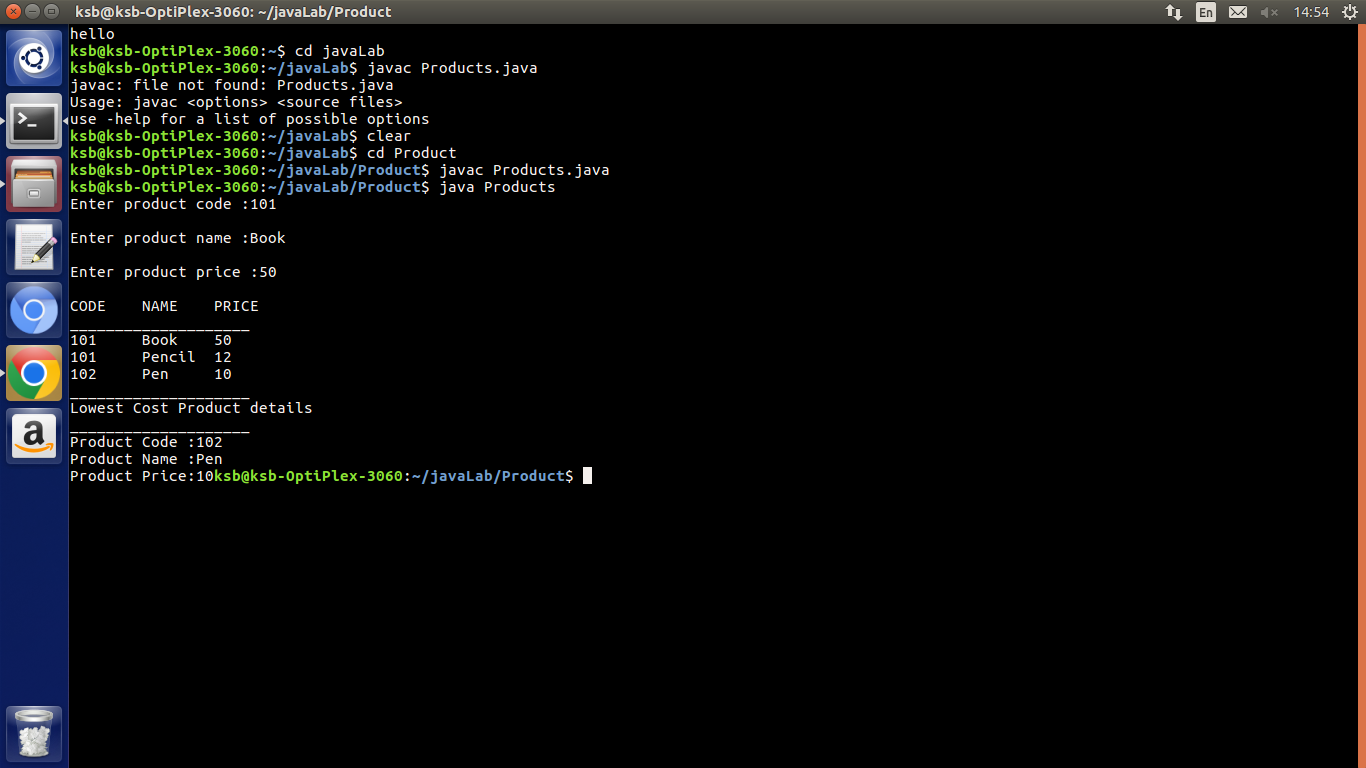 ksb@ksb-OptiPlex-3060: ~/javaLab/Product
En
14:54
hello
ksb@ksb-OptiPlex-3060:~$ cd javaLab
ksb@ksb-OptiPlex-3060:~/javaLab$ javac Products.java
javac: file not found: Products.java
Usage: javac <options> <source files>
use -help for a list of possible options
ksb@ksb-OptiPlex-3060:~/javaLab$ clear
ksb@ksb-OptiPlex-3060:~/javaLab$ cd Product
ksb@ksb-OptiPlex-3060:~/javaLab/Product$ javac Products.java
ksb@ksb-OptiPlex-3060:~/javaLab/Product$ java Products
Enter product code :101
Enter product name :Book
Enter product price :50
CODE    NAME    PRICE
____________________
101     Book    50
101     Pencil  12
102     Pen     10
____________________
Lowest Cost Product details
____________________
Product Code :102
Product Name :Pen
Product Price:10ksb@ksb-OptiPlex-3060:~/javaLab/Product$